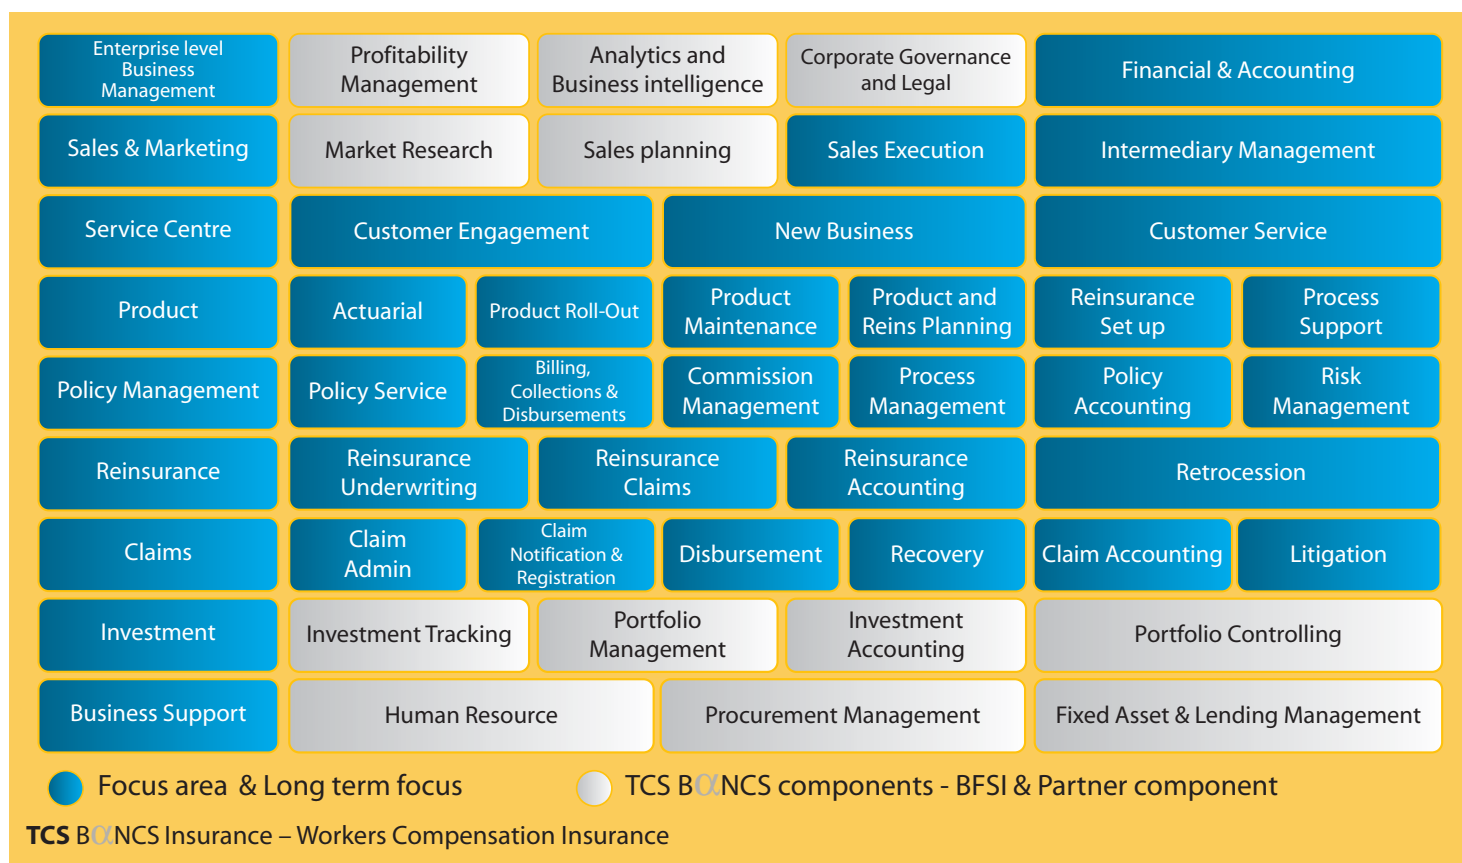 Enterprise level
Business
Management
Profitability
Management
Analytics and
Business intelligence
Corporate Governance
and Legal
Financial & Accounting
Sales & Marketing
Market Research
Sales planning
Sales Execution
Intermediary Management
Service Centre
Customer Engagement
New Business
Customer Service
Product
Actuarial
Product Roll-Out
Product
Maintenance
Product and
Reins Planning
Reinsurance
Set up
Process
Support
Policy Management
Policy Service
Billing,
Collections &
Disbursements
Commission
Management
Process
Management
Policy
Accounting
Risk
Management
Reinsurance
Reinsurance
Underwriting
Reinsurance
Claims
Reinsurance
Accounting
Retrocession
Claims
Claim
Admin
Claim
Notification &
Registration
Disbursement
Recovery
Claim Accounting
Litigation
Investment
Investment Tracking
Portfolio
Management
Investment
Accounting
Portfolio Controlling
Business Support
Human Resource
Procurement Management
Fixed Asset & Lending Management
Focus area & Long term focus
TCS BαNCS components - BFSI & Partner component
TCS BαNCS Insurance – Workers Compensation Insurance